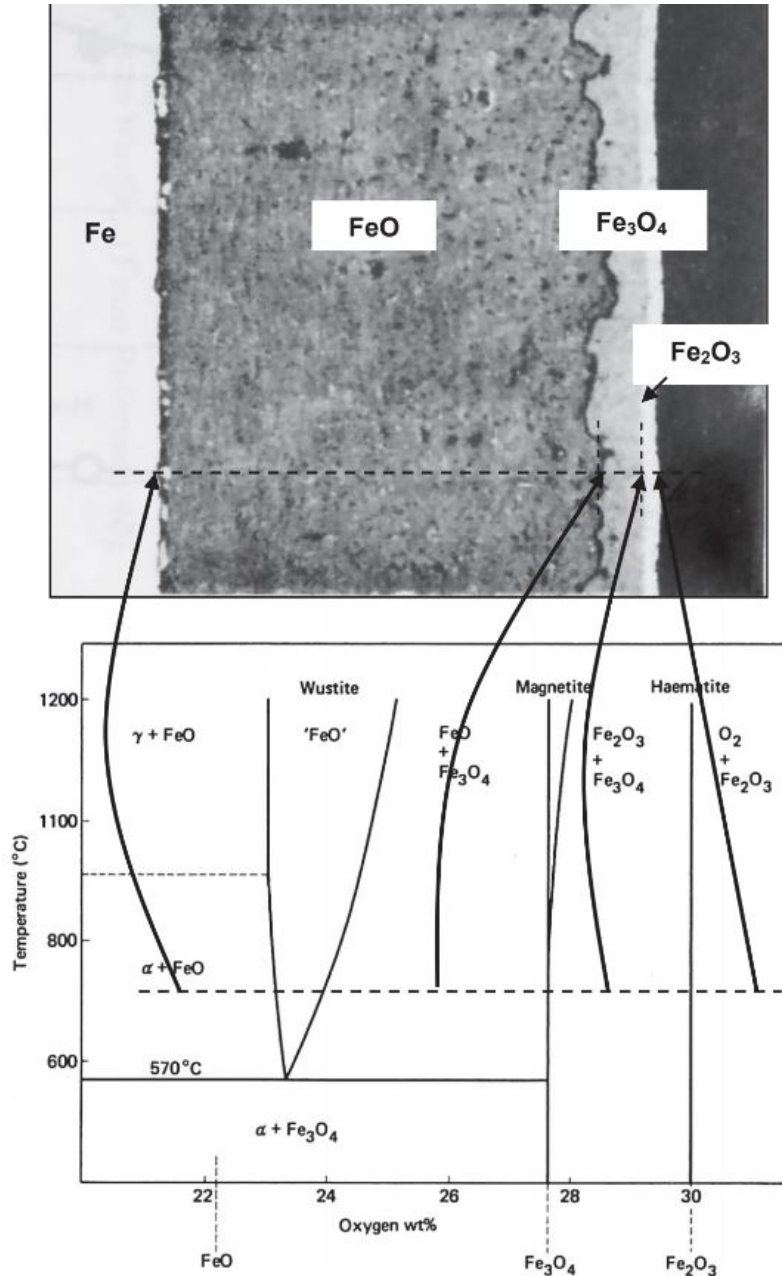 Fe
FeO
Fe₃O₄
Fe₂O₃
1200
1100
800
600
Temperature (°C)
Wustite
'FeO'
Magnetite
Haematite
γ + FeO
FeO
+
Fe₃O₄
Fe₂O₃
+
Fe₃O₄
O₂
+
Fe₂O₃
α + FeO
570°C
α + Fe₃O₄
22
24
26
28
30
Oxygen wt%
FeO
Fe₃O₄
Fe₂O₃